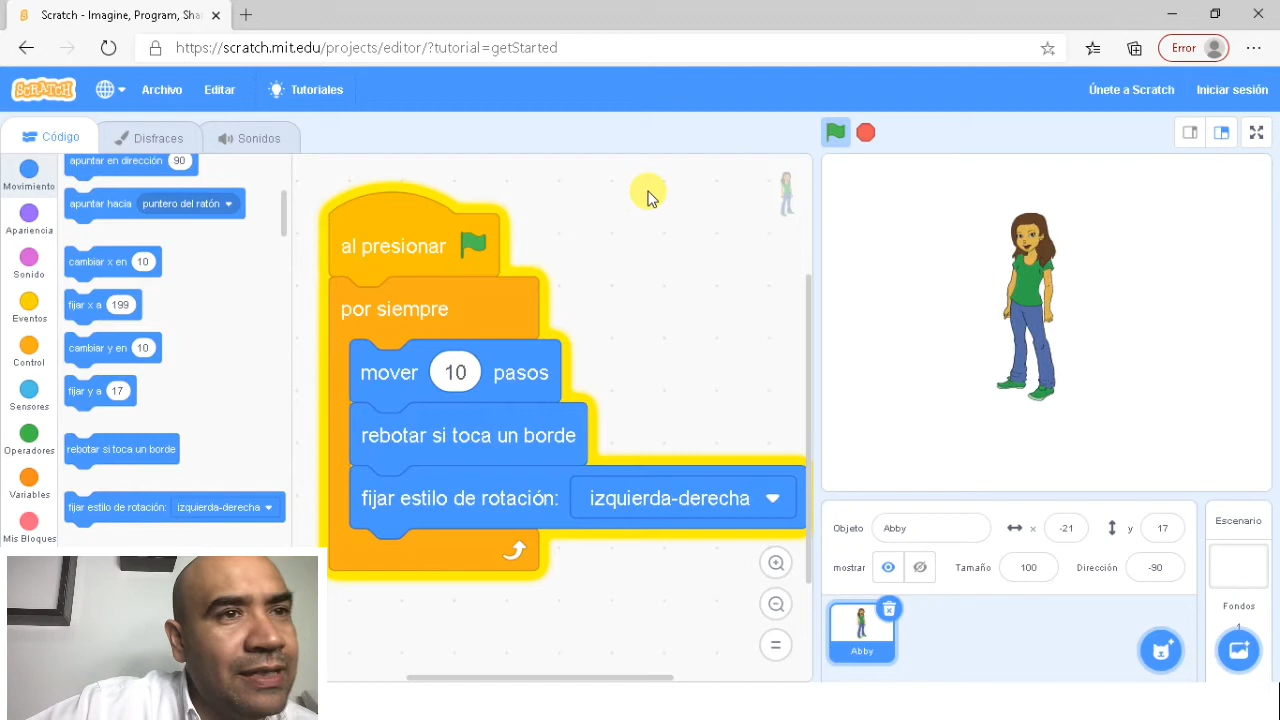 Scratch - Imagine, Program, Sha
https://scratch.mit.edu/projects/editor/?tutorial=getStarted
Error
SCRATCH
Archivo
Editar
Tutoriales
Únete a Scratch
Iniciar sesión
Código
Disfraces
Sonidos
Movimiento
Apariencia
Sonido
Eventos
Control
Sensores
Operadores
Variables
Mis Bloques
apuntar en dirección 90
apuntar hacia puntero del ratón
cambiar x en 10
fijar x a 199
cambiar y en 10
fijar y a 17
rebotar si toca un borde
fijar estilo de rotación: izquierda-derecha
al presionar
por siempre
mover 10 pasos
rebotar si toca un borde
fijar estilo de rotación: izquierda-derecha
Objeto Abby x -21 y 17
mostrar Tamaño 100 Dirección -90
Abby
Escenario
Fondos
1